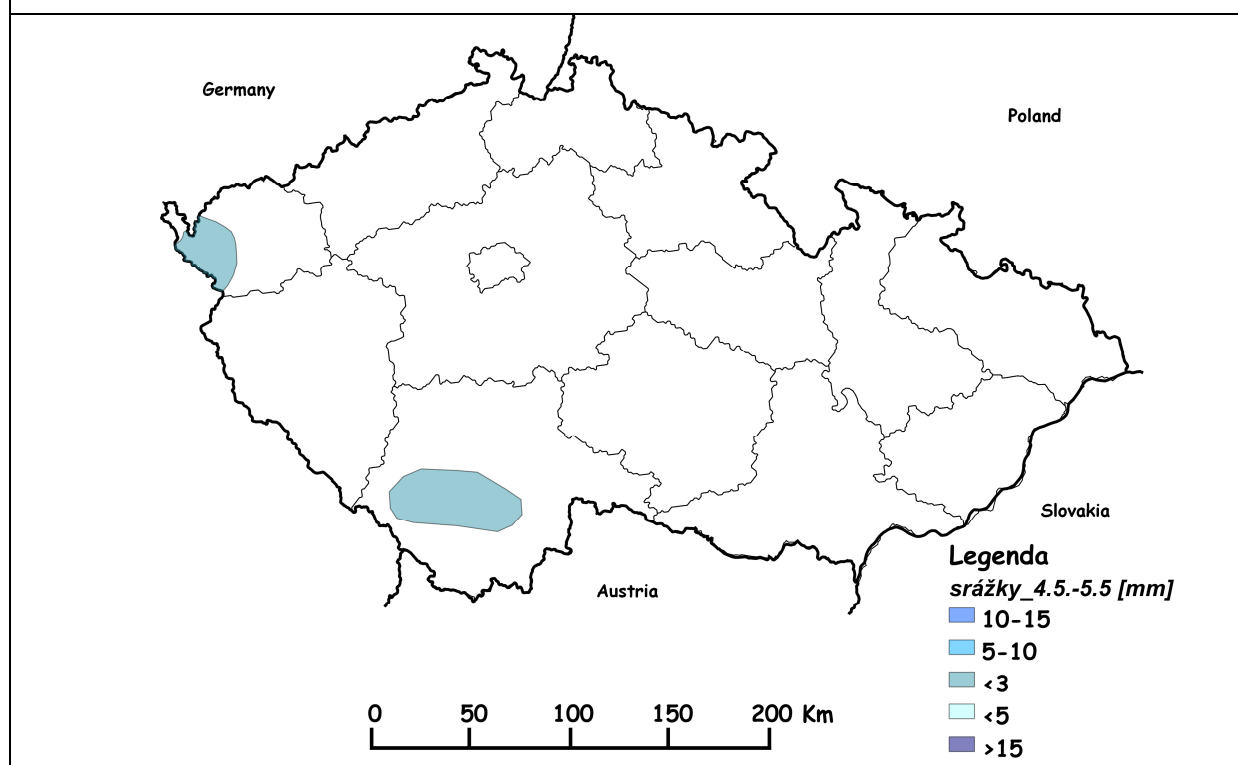 Germany
Poland
Slovakia
Austria
Legenda
srážky_4.5.-5.5 [mm]
10-15
5-10
<3
<5
>15
0 50 100 150 200 Km